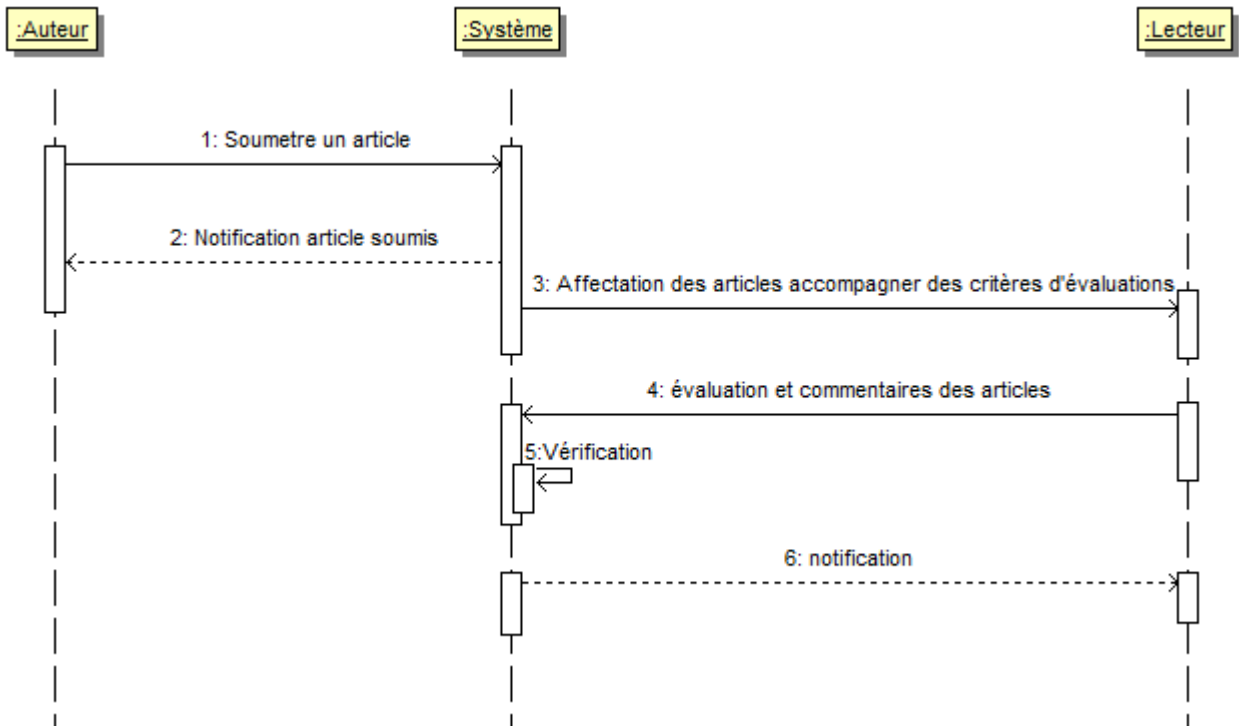 :Auteur
:Système
:Lecteur
1: Soumetre un article
2: Notification article soumis
3: Affectation des articles accompagner des critères d'évaluations
4: évaluation et commentaires des articles
5:Vérification
6: notification